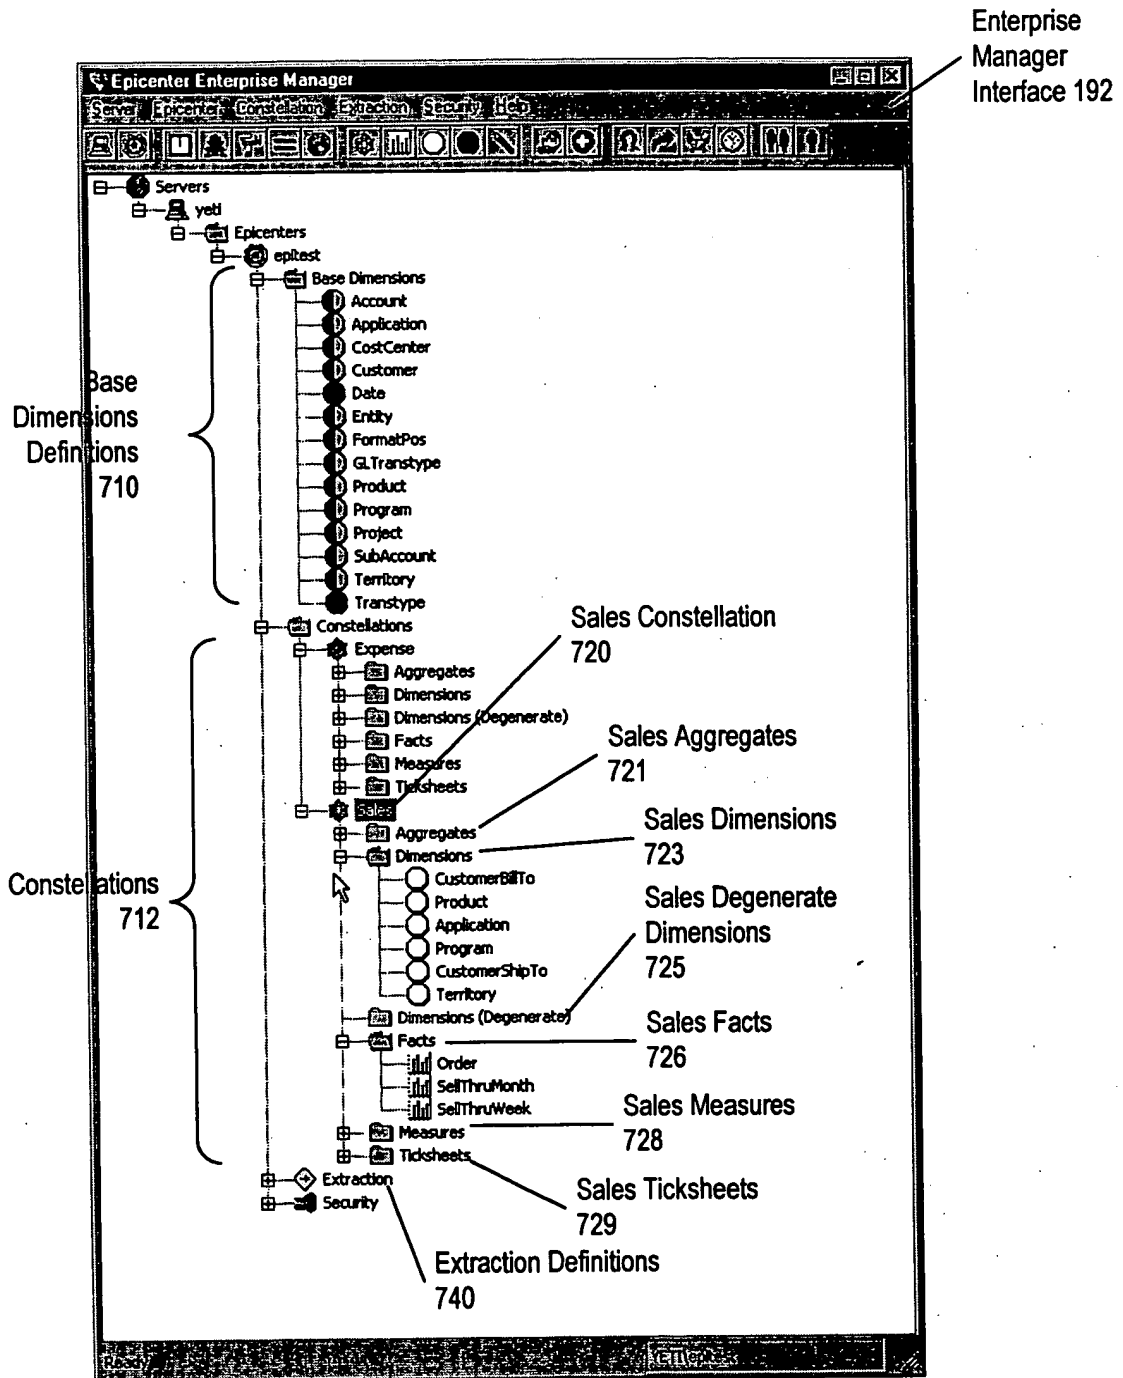 Enterprise
Manager
Interface 192
Epicenter Enterprise Manager
Server Epicenter Constellation Extraction Security Help
Servers
yeti
Epicenters
epitest
Base Dimensions
Account
Application
CostCenter
Customer
Date
Entity
FormatPos
GLTranstype
Product
Program
Project
SubAccount
Territory
Transtype
Base
Dimensions
Definitions
710
Constellations
Expense
Aggregates
Dimensions
Dimensions (Degenerate)
Facts
Measures
Ticksheets
Sales
Aggregates
Dimensions
CustomerBillTo
Product
Application
Program
CustomerShipTo
Territory
Dimensions (Degenerate)
Facts
Order
SellThruMonth
SellThruWeek
Measures
Ticksheets
Extraction
Security
Constellations
712
Sales Constellation
720
Sales Aggregates
721
Sales Dimensions
723
Sales Degenerate
Dimensions
725
Sales Facts
726
Sales Measures
728
Sales Ticksheets
729
Extraction Definitions
740
Ready